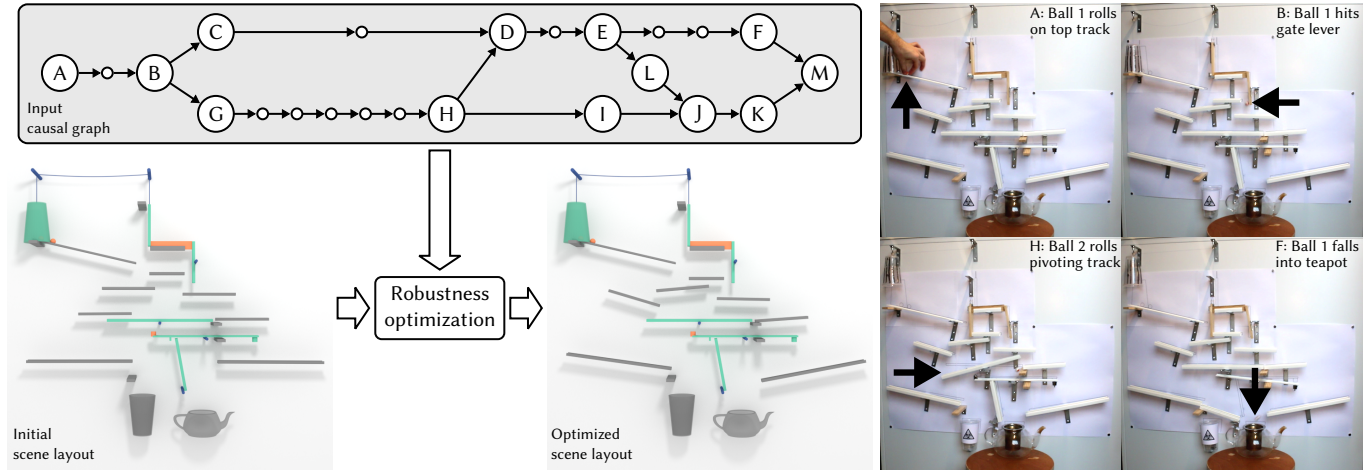 C
D
E
F
A
B
L
M
G
H
I
J
K
Input
causal graph
Robustness
optimization
Initial
scene layout
Optimized
scene layout
A: Ball 1 rolls
on top track
B: Ball 1 hits
gate lever
H: Ball 2 rolls
pivoting track
F: Ball 1 falls
into teapot